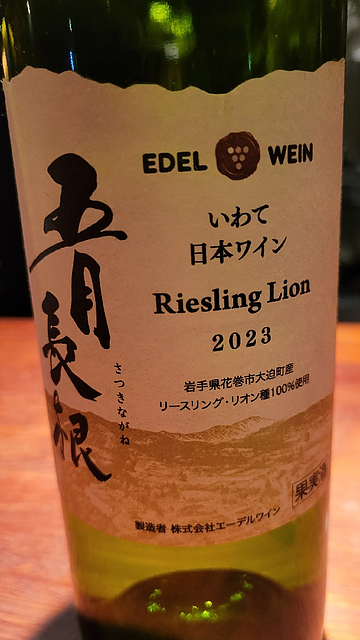 EDEL WEIN
五月長根
さつきながね
いわて
日本ワイン
Riesling Lion
2023
岩手県花巻市大迫町産
リースリング・リオン種100%使用
果実酒
製造者 株式会社エーデルワイン